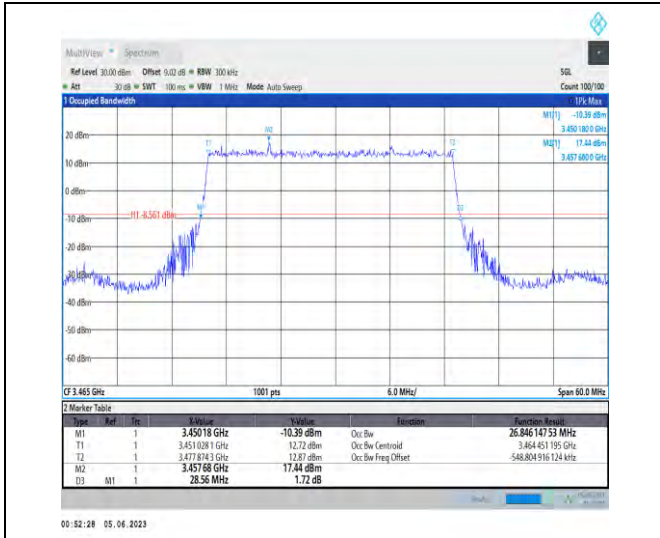 MultiView Spectrum
Ref Level 30.00 dBm Offset 9.02 dB RBW 300 kHz SGL
Att 30 dB SWT 100 ms VBW 1 MHz Mode Auto Sweep Count 100/100
1 Occupied Bandwidth 1Pk Max
M1[1] -10.39 dBm
3.450 180 0 GHz
M2[1] 17.44 dBm
3.457 680 0 GHz
M2
T1
T2
20 dBm
10 dBm
0 dBm
M1
D3
H1 -8.561 dBm
-10 dBm
-20 dBm
-30 dBm
-40 dBm
-50 dBm
-60 dBm
CF 3.465 GHz 1001 pts 6.0 MHz/ Span 60.0 MHz
2 Marker Table
Type Ref Trc X-Value Y-Value Function Function Result
M1 1 3.45018 GHz -10.39 dBm Occ Bw 26.846 147 53 MHz
T1 1 3.451 028 1 GHz 12.72 dBm Occ Bw Centroid 3.464 451 195 GHz
T2 1 3.477 874 3 GHz 12.87 dBm Occ Bw Freq Offset -548.804 916 124 kHz
M2 1 3.457 68 GHz 17.44 dBm
D3 M1 1 28.56 MHz 1.72 dB
00:52:28 05.06.2023